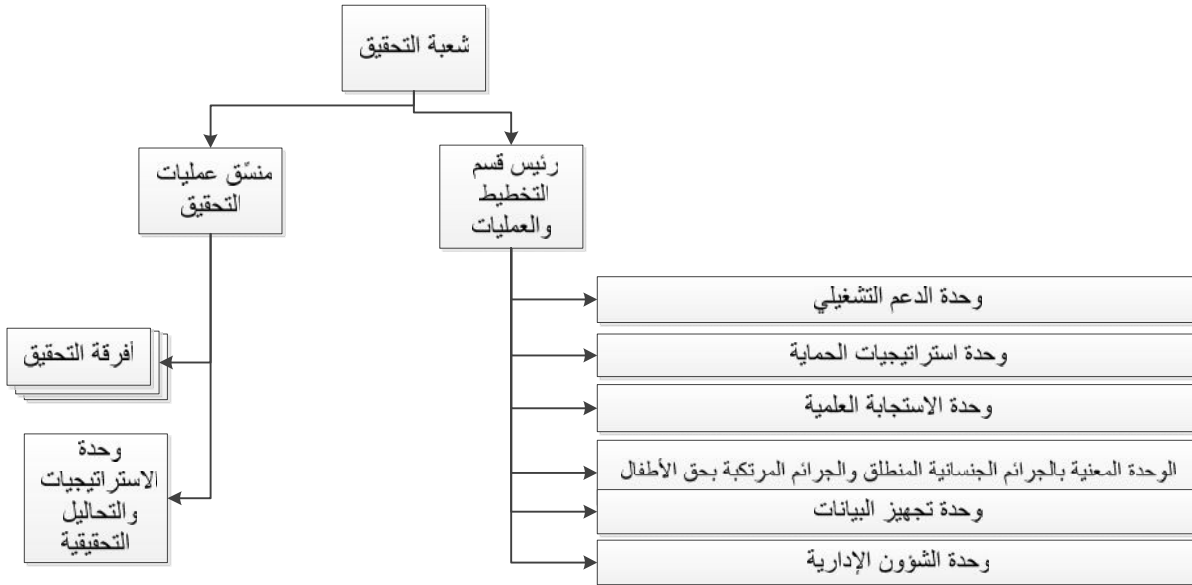 شعبة التحقيق
رئيس قسم
التخطيط
والعمليات
منسّق عمليات
التحقيق
وحدة الدعم التشغيلي
وحدة استراتيجيات الحماية
وحدة الاستجابة العلمية
الوحدة المعنية بالجرائم الجنسانية المنطلق والجرائم المرتكبة بحق الأطفال
وحدة تجهيز البيانات
وحدة الشؤون الإدارية
أفرقة التحقيق
وحدة
الاستراتيجيات
والتحاليل
التحقيقية